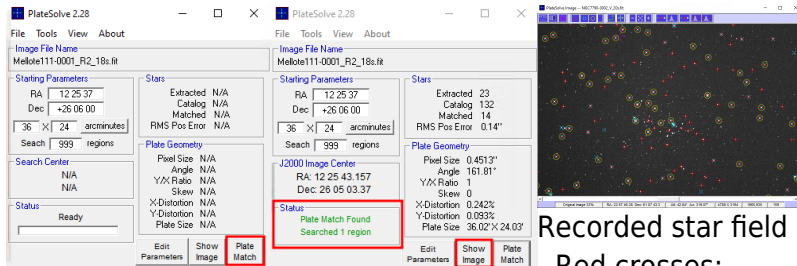 PlateSolve 2.28
File Tools View About
Image File Name
Mellote111-0001_R2_18s.fit
Starting Parameters
RA 12 25 37
Dec +26 06 00
36 X 24 arcminutes
Seach 999 regions
Search Center
N/A
N/A
Status
Ready
Stars
Extracted N/A
Catalog N/A
Matched N/A
RMS Pos Error N/A
Plate Geometry
Pixel Size N/A
Angle N/A
Y/X Ratio N/A
Skew N/A
X-Distortion N/A
Y-Distortion N/A
Plate Size N/A
Edit Parameters
Show Image
Plate Match
PlateSolve 2.28
File Tools View About
Image File Name
Mellote111-0001_R2_18s.fit
Starting Parameters
RA 12 25 37
Dec +26 06 00
36 X 24 arcminutes
Seach 999 regions
J2000 Image Center
RA: 12 25 43.157
Dec: 26 05 03.37
Status
Plate Match Found
Searched 1 region
Stars
Extracted 23
Catalog 132
Matched 14
RMS Pos Error 0.14"
Plate Geometry
Pixel Size 0.4513"
Angle 161.81°
Y/X Ratio 1
Skew 0
X-Distortion 0.242%
Y-Distortion 0.093%
Plate Size 36.02' X 24.03'
Edit Parameters
Show Image
Plate Match
Recorded star field
Red crosses: